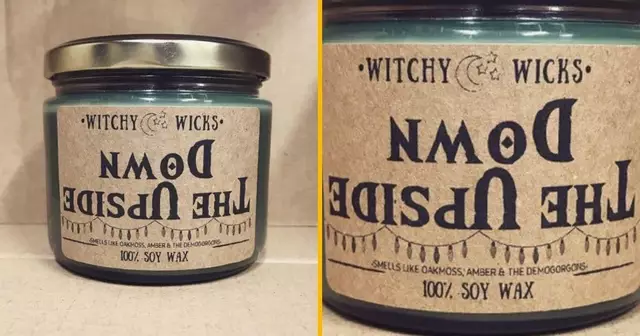 ·WITCHY WICKS·
THE UPSIDE
DOWN
-SMELLS LIKE OAKMOSS, AMBER & THE DEMOGORGONS-
100% SOY WAX
·WITCHY WICKS·
THE UPSIDE
DOWN
-SMELLS LIKE OAKMOSS, AMBER & THE DEMOGORGONS-
100% SOY WAX